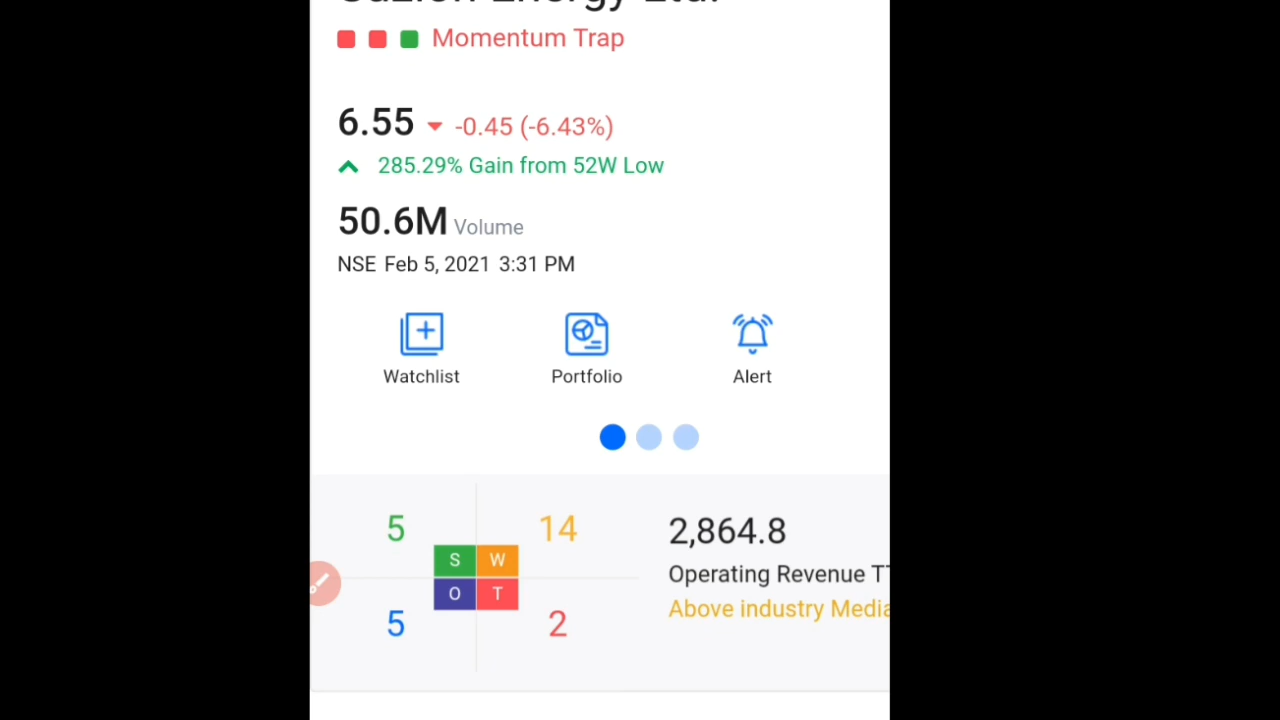 Energy Ltd.
Momentum Trap
6.55 -0.45 (-6.43%)
285.29% Gain from 52W Low
50.6M Volume
NSE Feb 5, 2021 3:31 PM
Watchlist Portfolio Alert
5 14
S W
O T
5 2
2,864.8
Operating Revenue
Above industry